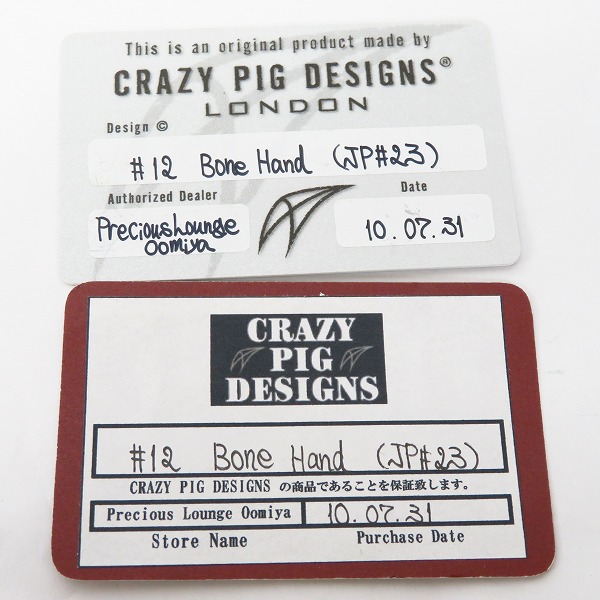 This is an original product made by
CRAZY PIG DESIGNS®
LONDON
Design ©
#12 Bone Hand (JP#23)
Authorized Dealer
Date
PreciousLounge
Oomiya
10.07.31
CRAZY
PIG
DESIGNS
#12 Bone Hand (JP#23)
CRAZY PIG DESIGNS の商品であることを保証致します。
Precious Lounge Oomiya
10.07.31
Store Name
Purchase Date